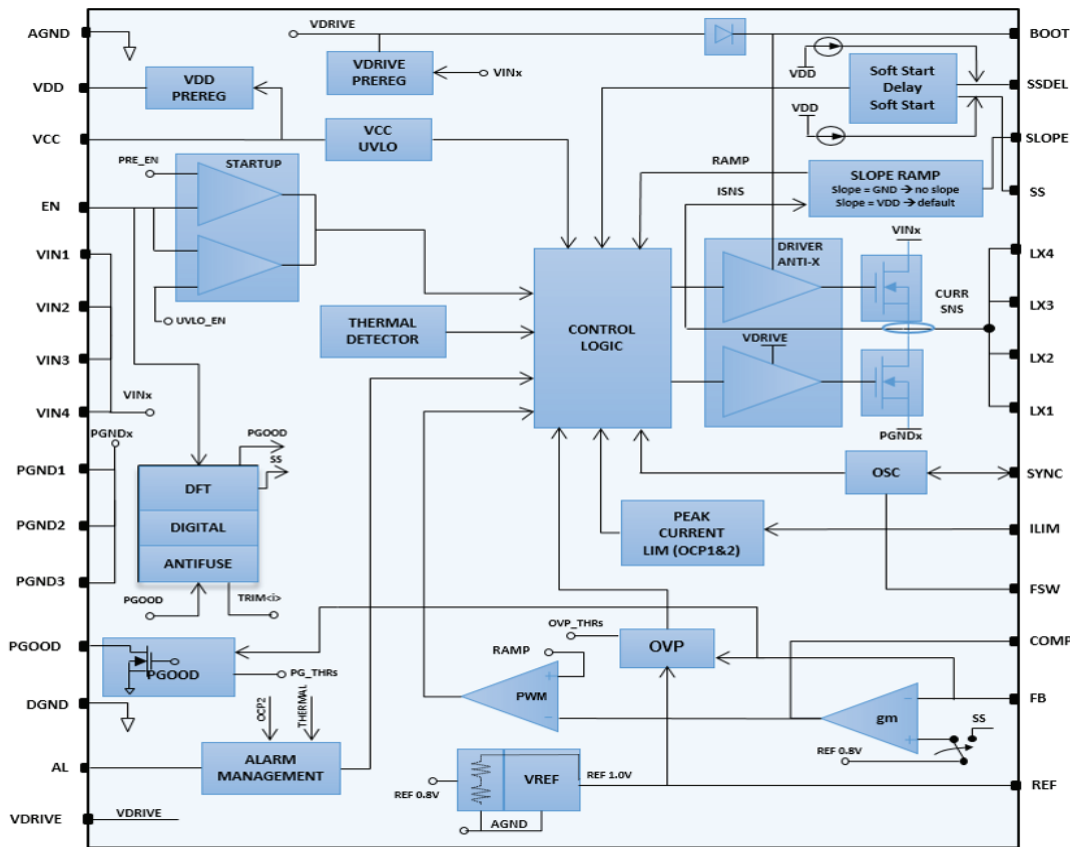 AGND
VDD
VCC
EN
VIN1
VIN2
VIN3
VIN4
PGND1
PGND2
PGND3
PGOOD
DGND
AL
VDRIVE
VDRIVE
VDRIVE
PREREG
VINx
VDD
PREREG
VCC
UVLO
PRE_EN
STARTUP
UVLO_EN
THERMAL
DETECTOR
VINx
PGNDx
PGOOD
SS
DFT
DIGITAL
ANTIFUSE
PGOOD
TRIM<i>
PGOOD
PG_THRs
OCP2
THERMAL
ALARM
MANAGEMENT
VDRIVE
CONTROL
LOGIC
RAMP
ISNS
VDD
VDD
Soft Start
Delay
Soft Start
SLOPE RAMP
Slope = GND → no slope
Slope = VDD → default
DRIVER
ANTI-X
VDRIVE
VINx
CURR
SNS
PGNDx
OSC
PEAK
CURRENT
LIM (OCP1&2)
OVP_THRs
OVP
RAMP
PWM
+
−
gm
−
+
SS
REF 0.8V
REF 0.8V
VREF
REF 1.0V
AGND
BOOT
SSDEL
SLOPE
SS
LX4
LX3
LX2
LX1
SYNC
ILIM
FSW
COMP
FB
REF